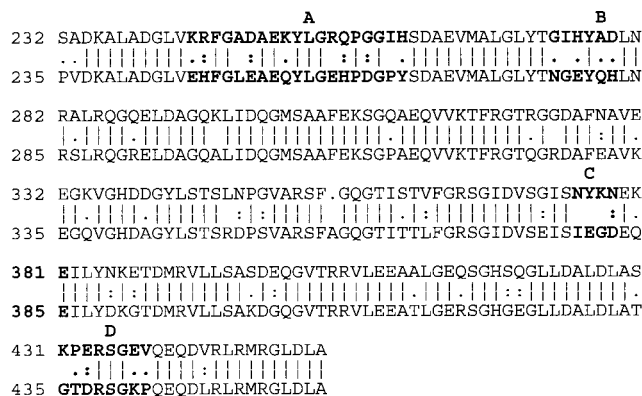 A B
232 SADKALADGLVKRFGADAEKYLGRQPGGIHSDAEVMALGLYTGIHYADLN
235 PVDKALADGLVEHFGLEAEQYLGEHPDGPYSDAEVMALGLYTNGEYQHLN
282 RALRQGQELDAGQKLIDQGMSAAFEKSGQAEQVVKTFRGTRGGDAFNAVE
285 RSLRQGRELDAGQALIDQGMSAAFEKSGPAEQVVKTFRGTQGRDAFEAVK
332 EGKVGHDDGYLSTSLNPGVARSF.GQGTISTVFGRSGIDVSGISNYKNEK
C
335 EGQVGHDAGYLSTSRDPSVARSFAGQGTITTLFGRSGIDVSEISIEGDEQ
381 EILYNKETDMRVLLSASDEQGVTRRVLEEAALGEQSGHSQGLLDALDLAS
385 EILYDKGTDMRVLLSAKDGQGVTRRVLEEATLGERSGHGEGLLDALDLAT
D
431 KPERSGEVQEQDVRLRMRGLDLA
435 GTDRSGKPQEQDLRLRMRGLDLA